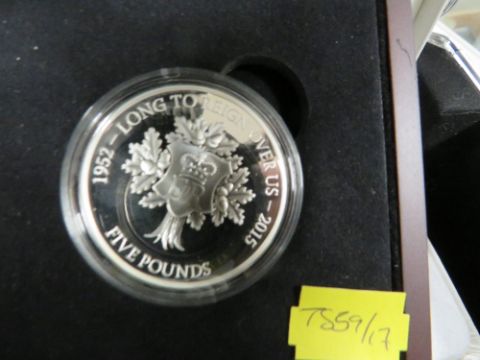 1952 - LONG TO REIGN OVER US - 2015
FIVE POUNDS
TS59/17